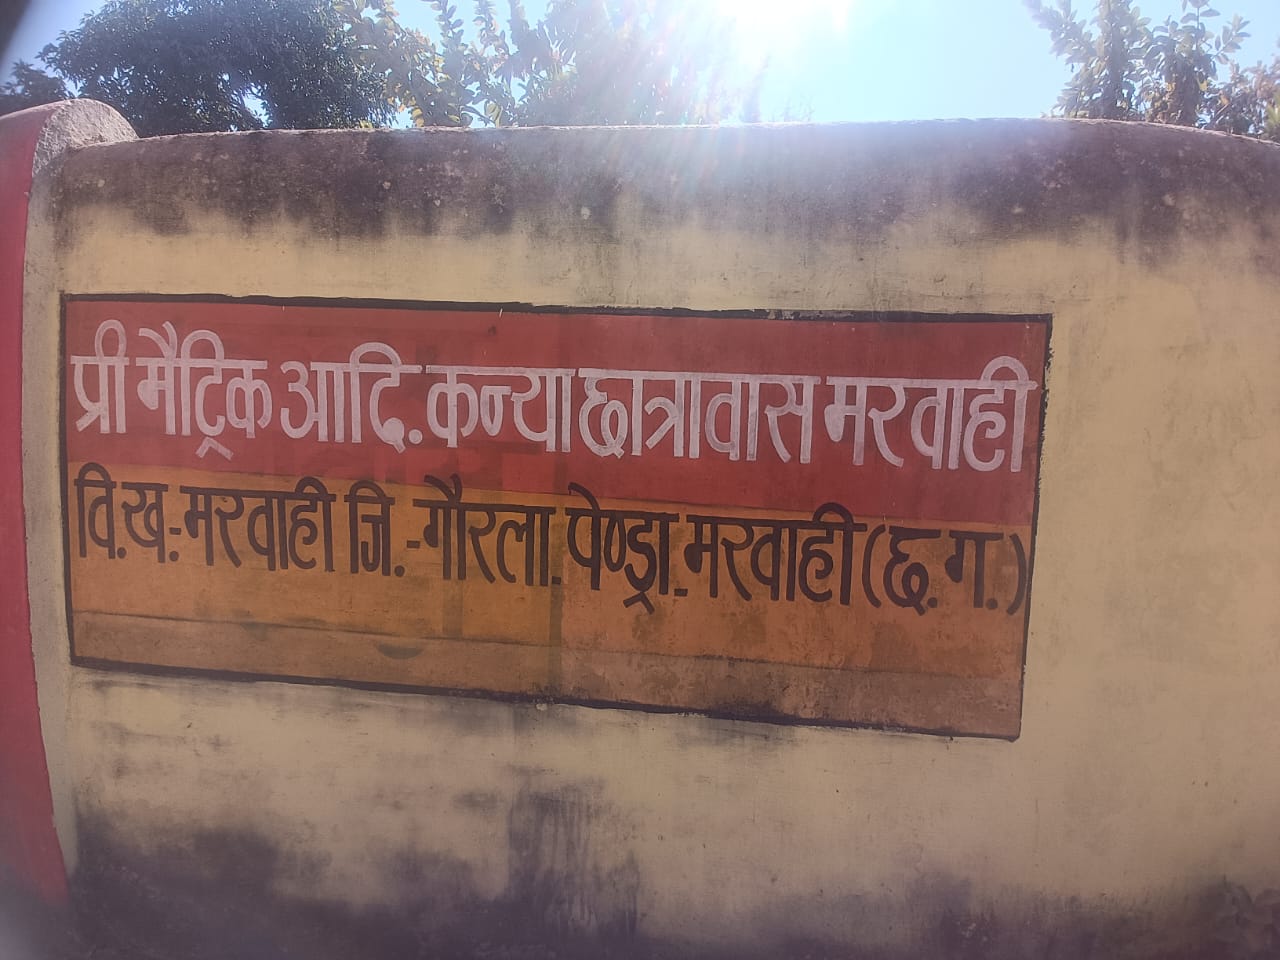 प्री मैट्रिक आदि. कन्या छात्रावास मरवाही
वि.ख.-मरवाही जि.-गौरला. पेण्ड्रा-मरवाही (छ.ग.)